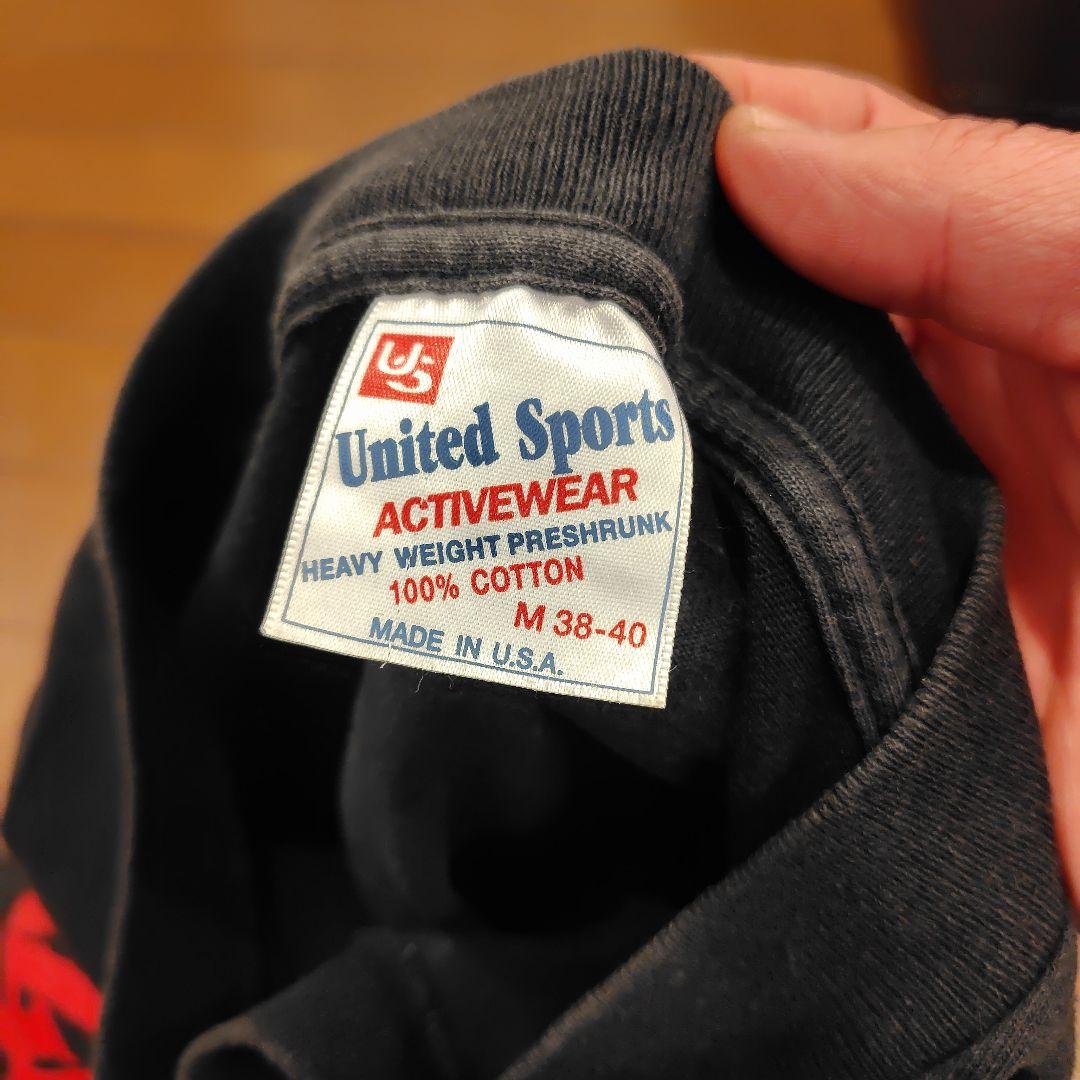 US
United Sports
ACTIVEWEAR
HEAVY WEIGHT PRESHRUNK
100% COTTON
M 38-40
MADE IN U.S.A.